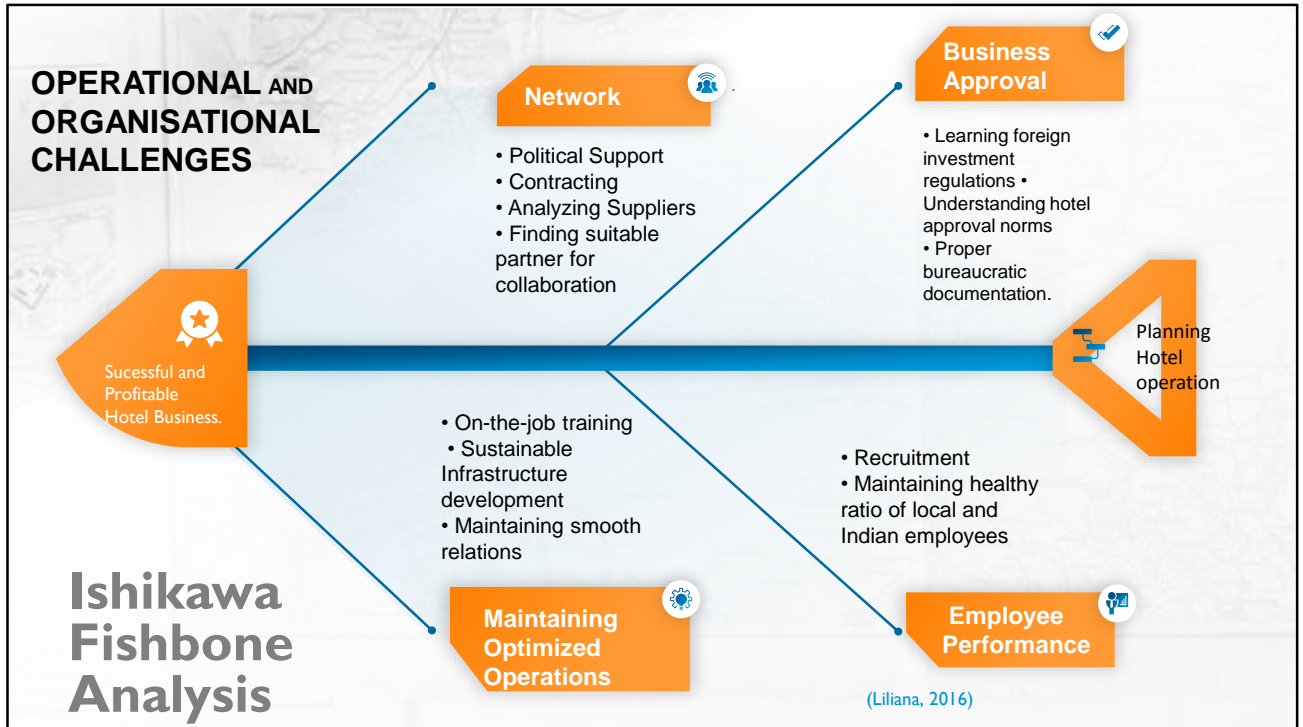 OPERATIONAL AND
ORGANISATIONAL
CHALLENGES
Network
.
• Political Support
• Contracting
• Analyzing Suppliers
• Finding suitable
partner for
collaboration
Business
Approval
• Learning foreign
investment
regulations •
Understanding hotel
approval norms
• Proper
bureaucratic
documentation.
Sucessful and
Profitable
Hotel Business.
Planning
Hotel
operation
• On-the-job training
• Sustainable
Infrastructure
development
• Maintaining smooth
relations
• Recruitment
• Maintaining healthy
ratio of local and
Indian employees
Maintaining
Optimized
Operations
Employee
Performance
Ishikawa
Fishbone
Analysis
(Liliana, 2016)